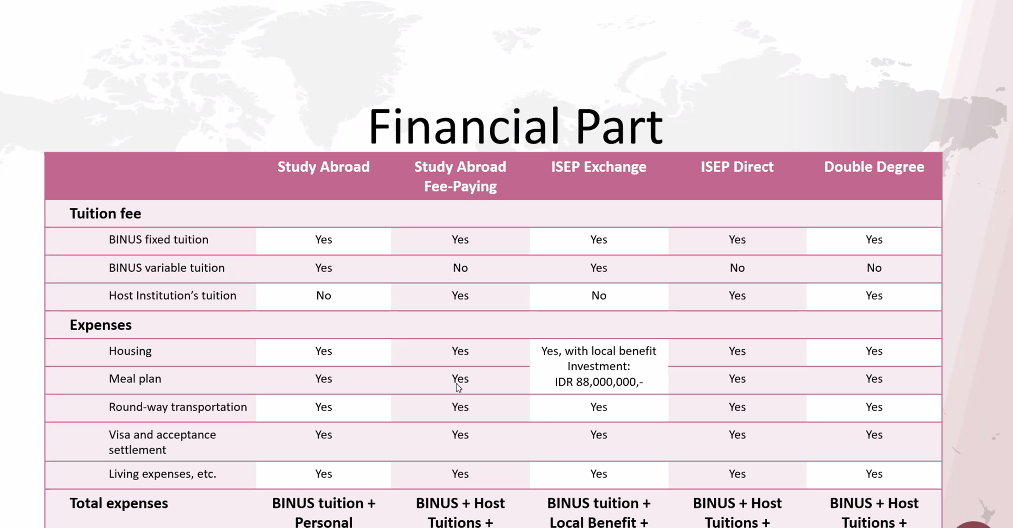 Financial Part
Study Abroad Study Abroad Fee-Paying ISEP Exchange ISEP Direct Double Degree
Tuition fee
BINUS fixed tuition Yes Yes Yes Yes Yes
BINUS variable tuition Yes No Yes No No
Host Institution's tuition No Yes No Yes Yes
Expenses
Housing Yes Yes Yes, with local benefit Investment: IDR 88,000,000,- Yes Yes
Meal plan Yes Yes Yes Yes
Round-way transportation Yes Yes Yes Yes Yes
Visa and acceptance settlement Yes Yes Yes Yes Yes
Living expenses, etc. Yes Yes Yes Yes Yes
Total expenses BINUS tuition + BINUS + Host BINUS tuition + BINUS + Host BINUS + Host
Personal Tuitions + Local Benefit + Tuitions + Tuitions +